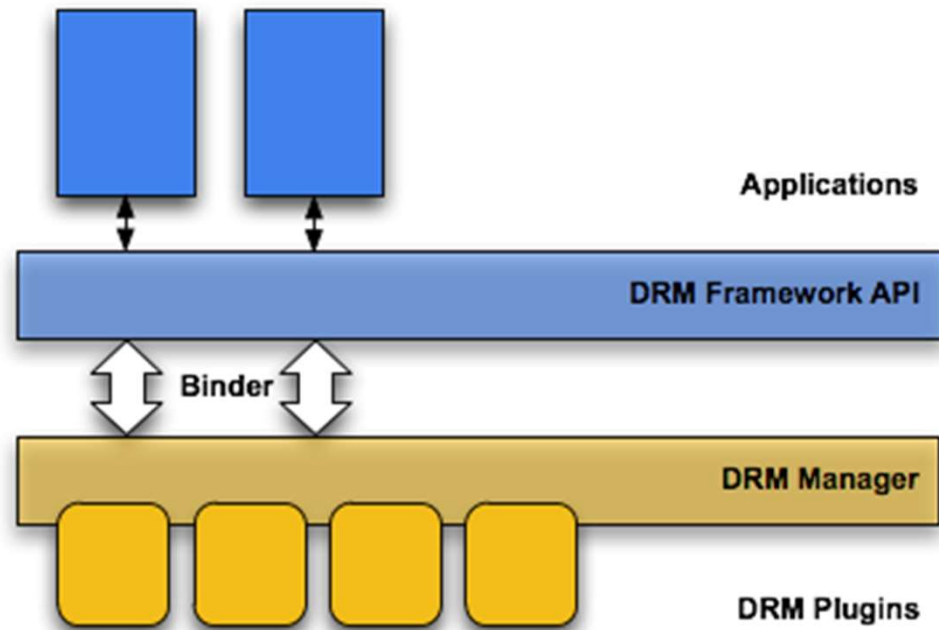 Applications
DRM Framework API
Binder
DRM Manager
DRM Plugins